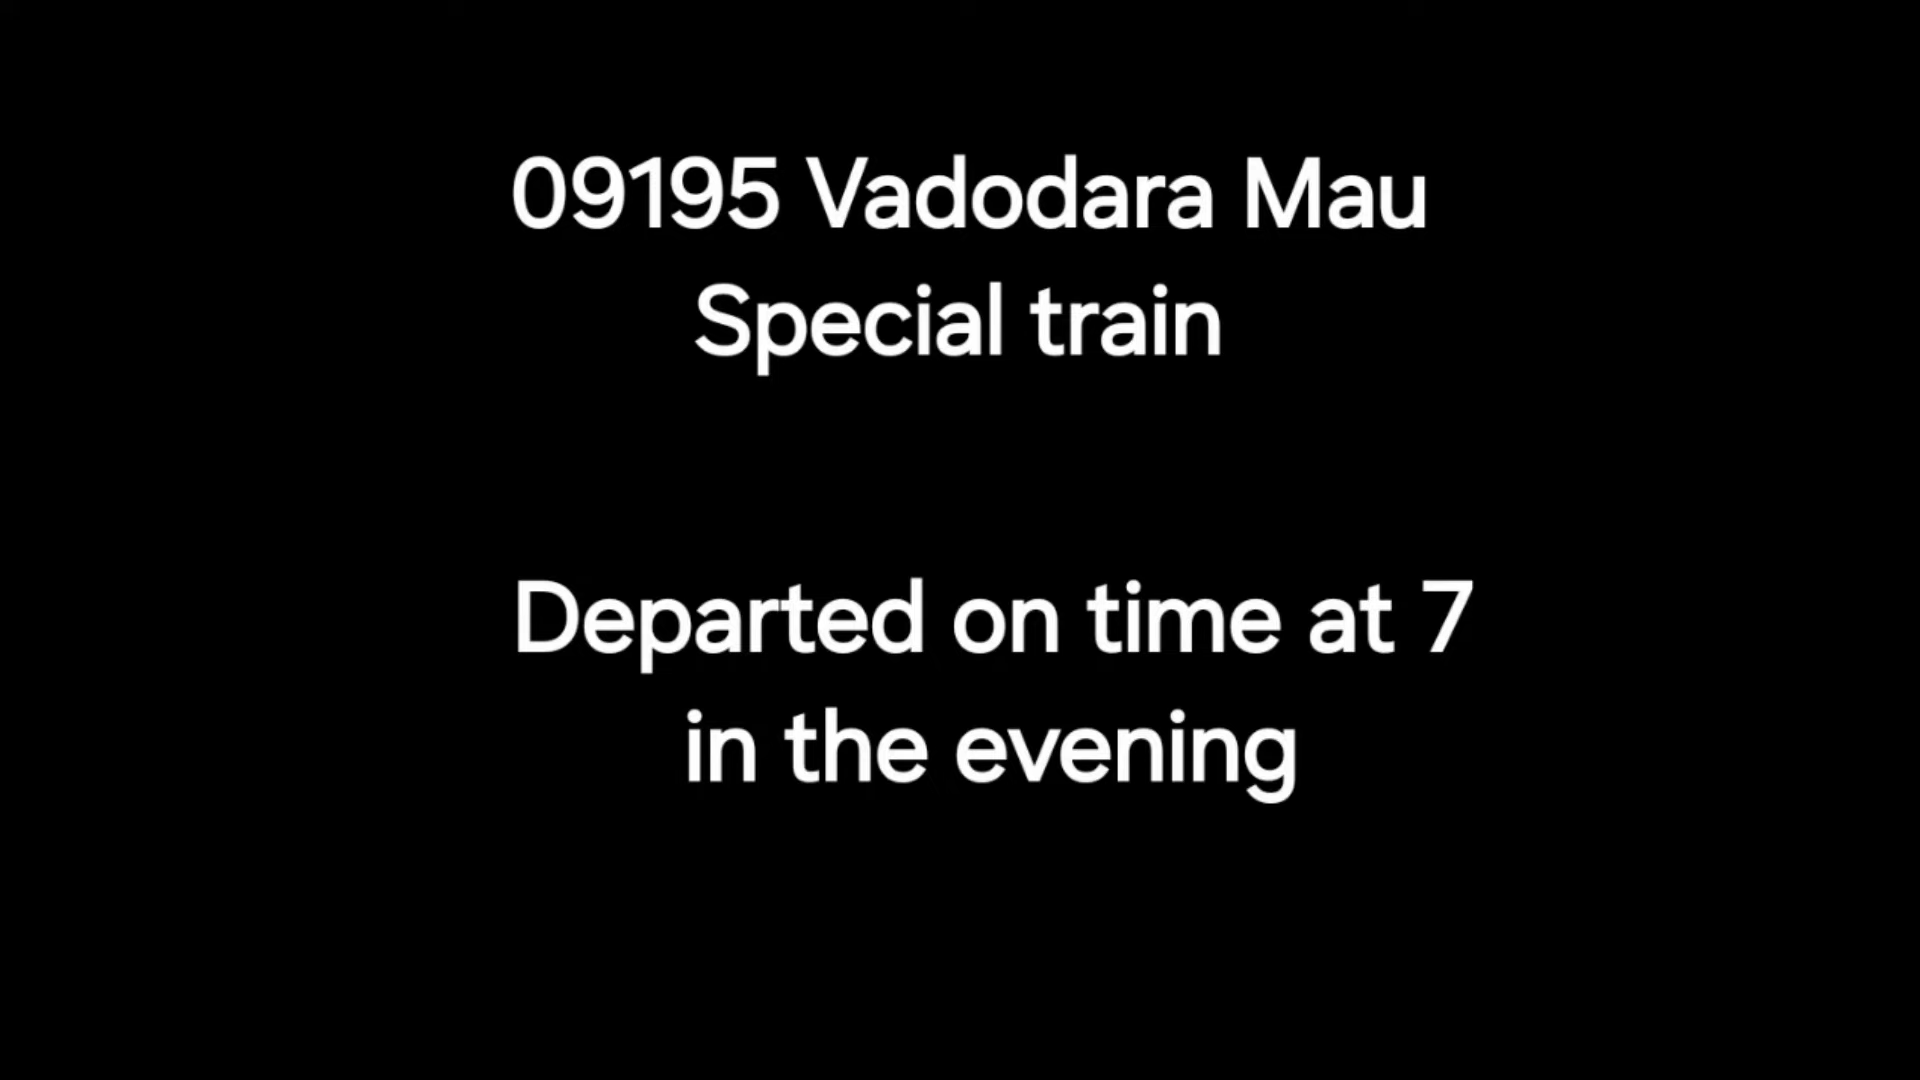 09195 Vadodara Mau
Special train
Departed on time at 7
in the evening